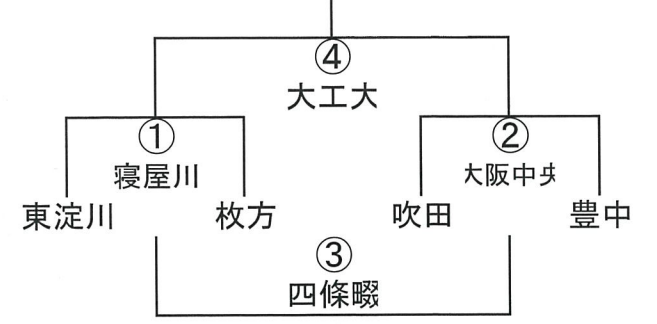 ④
大工大
①
②
寝屋川
大阪中央
東淀川
枚方
吹田
豊中
③
四條畷